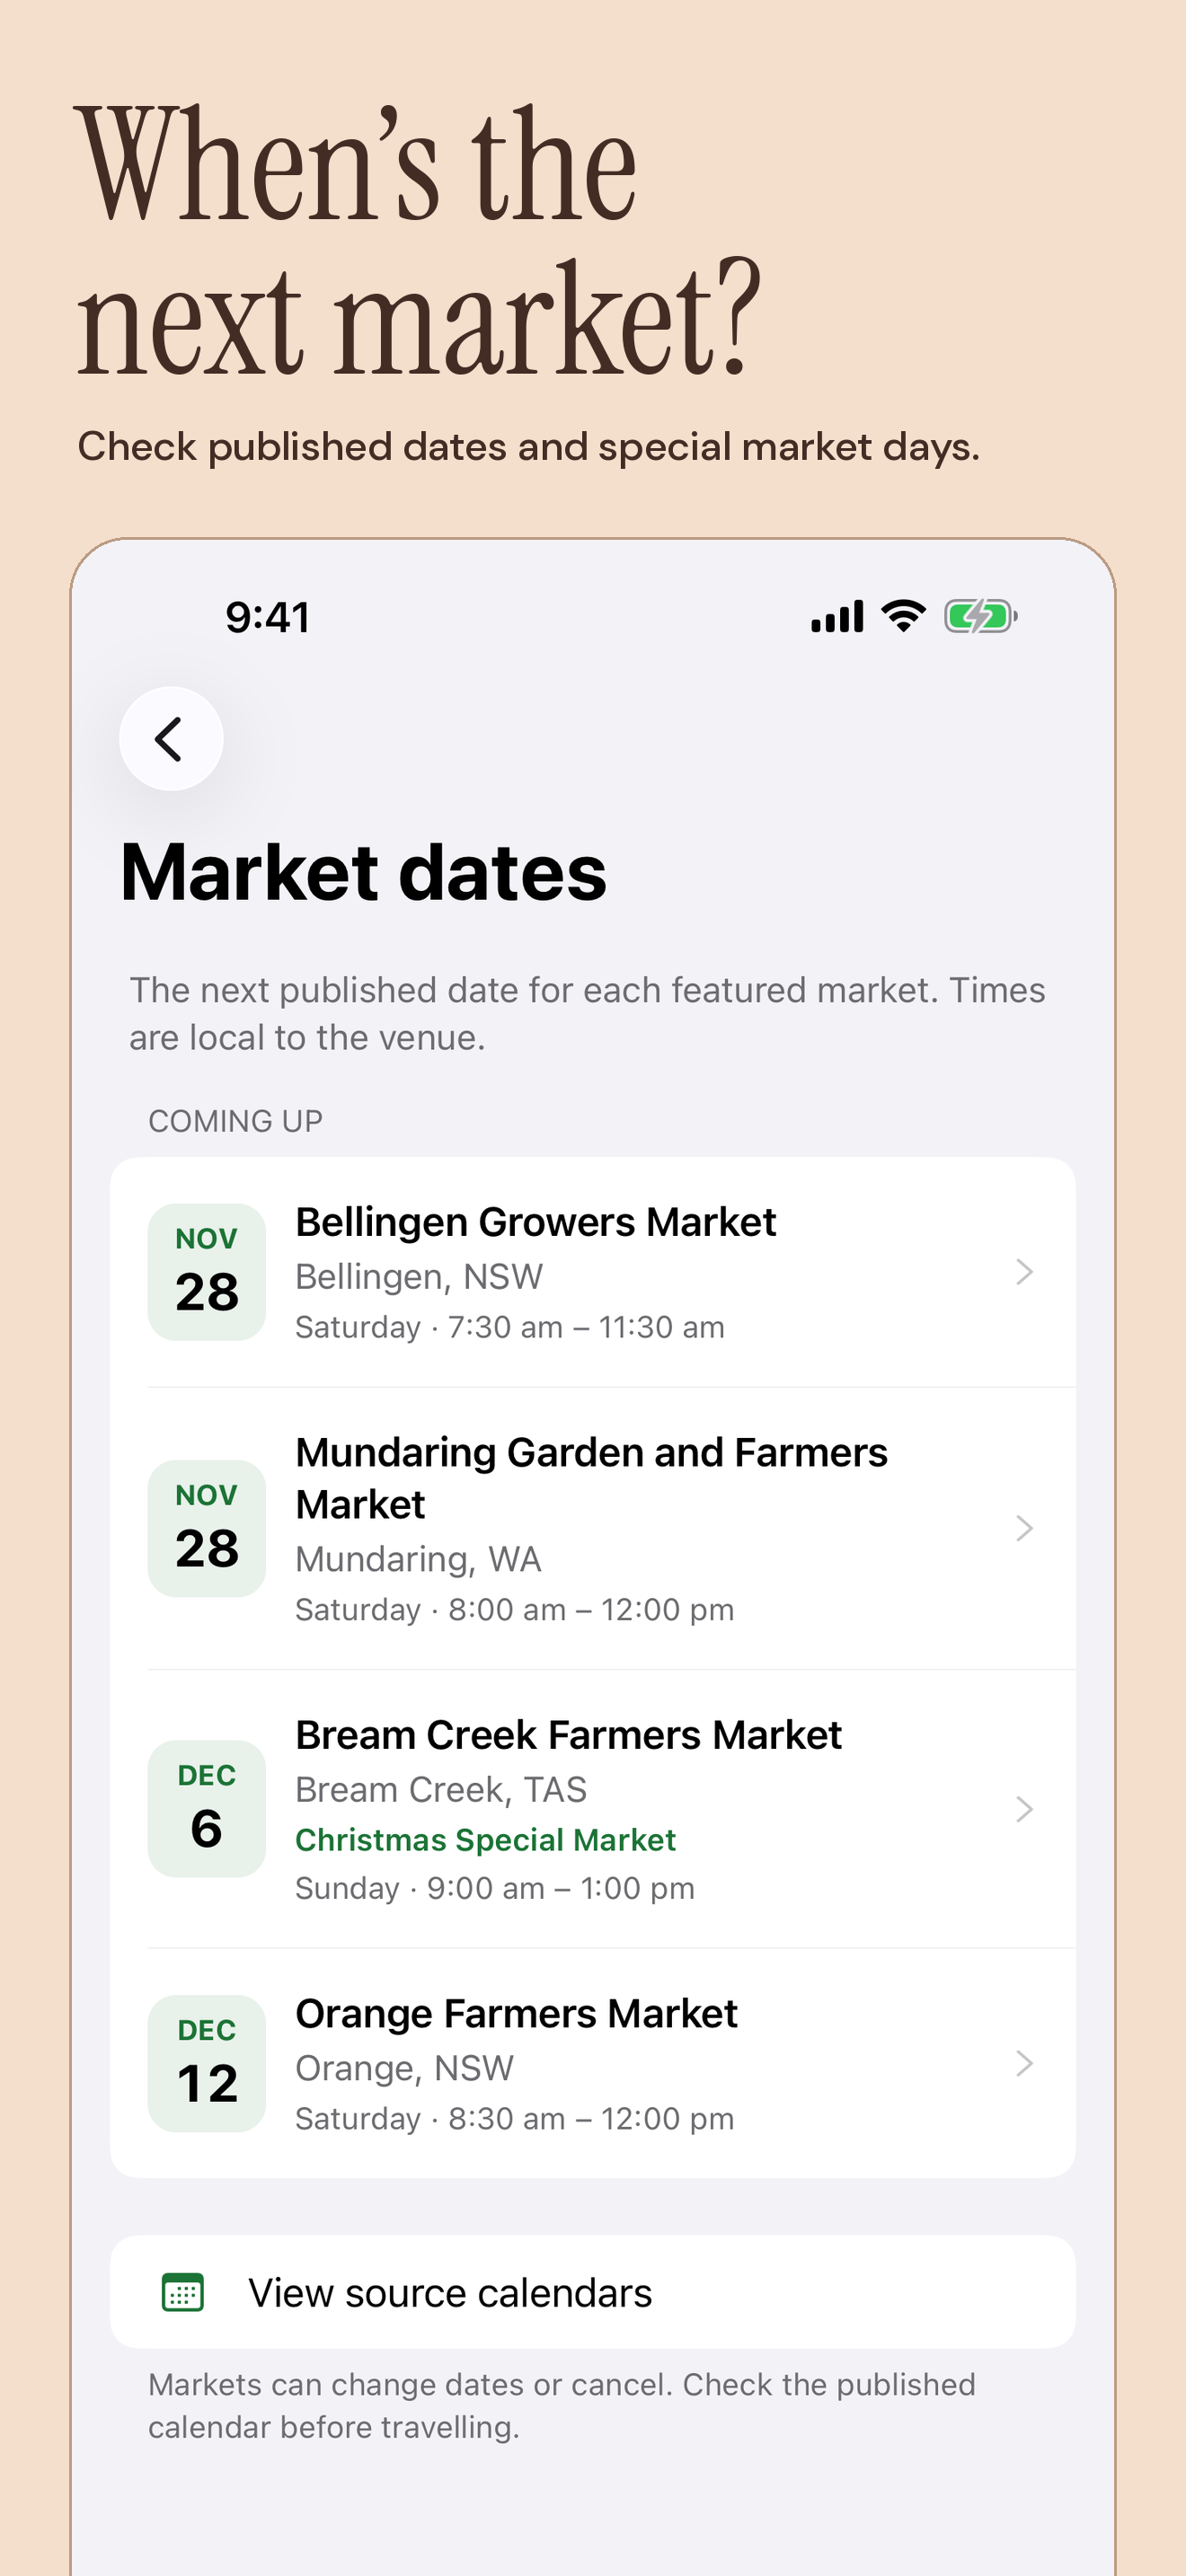 When’s the
next market?
Check published dates and special market days.
9:41
Market dates
The next published date for each featured market. Times
are local to the venue.
COMING UP
NOV
28
Bellingen Growers Market
Bellingen, NSW
Saturday · 7:30 am – 11:30 am
NOV
28
Mundaring Garden and Farmers
Market
Mundaring, WA
Saturday · 8:00 am – 12:00 pm
DEC
6
Bream Creek Farmers Market
Bream Creek, TAS
Christmas Special Market
Sunday · 9:00 am – 1:00 pm
DEC
12
Orange Farmers Market
Orange, NSW
Saturday · 8:30 am – 12:00 pm
View source calendars
Markets can change dates or cancel. Check the published
calendar before travelling.